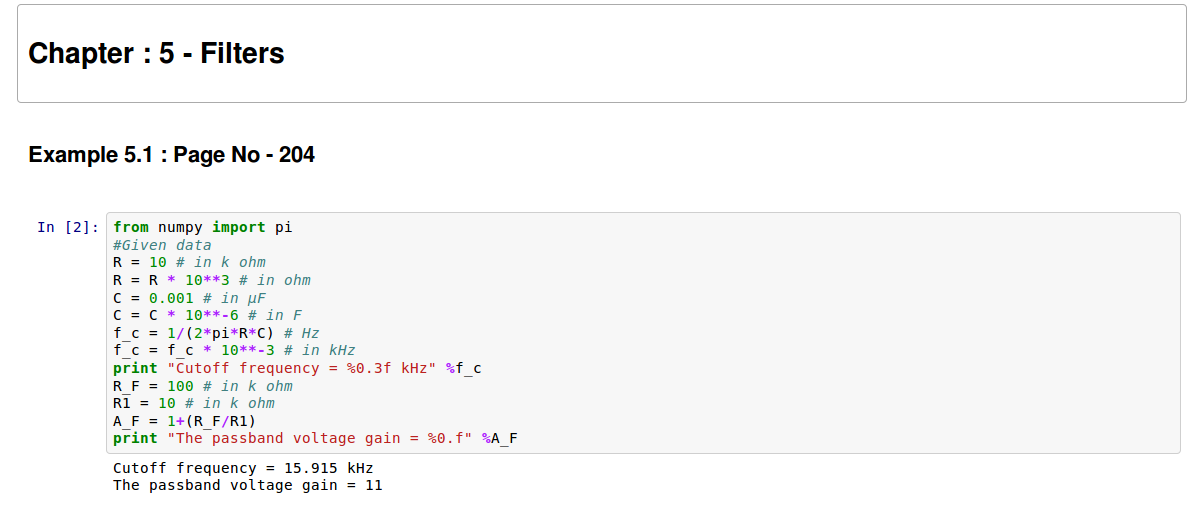 Chapter : 5 - Filters
Example 5.1 : Page No - 204
In [2]: from numpy import pi
#Given data
R = 10 # in k ohm
R = R * 10**3 # in ohm
C = 0.001 # in µF
C = C * 10**-6 # in F
f_c = 1/(2*pi*R*C) # Hz
f_c = f_c * 10**-3 # in kHz
print "Cutoff frequency = %0.3f kHz" %f_c
R_F = 100 # in k ohm
R1 = 10 # in k ohm
A_F = 1+(R_F/R1)
print "The passband voltage gain = %0.f" %A_F
Cutoff frequency = 15.915 kHz
The passband voltage gain = 11